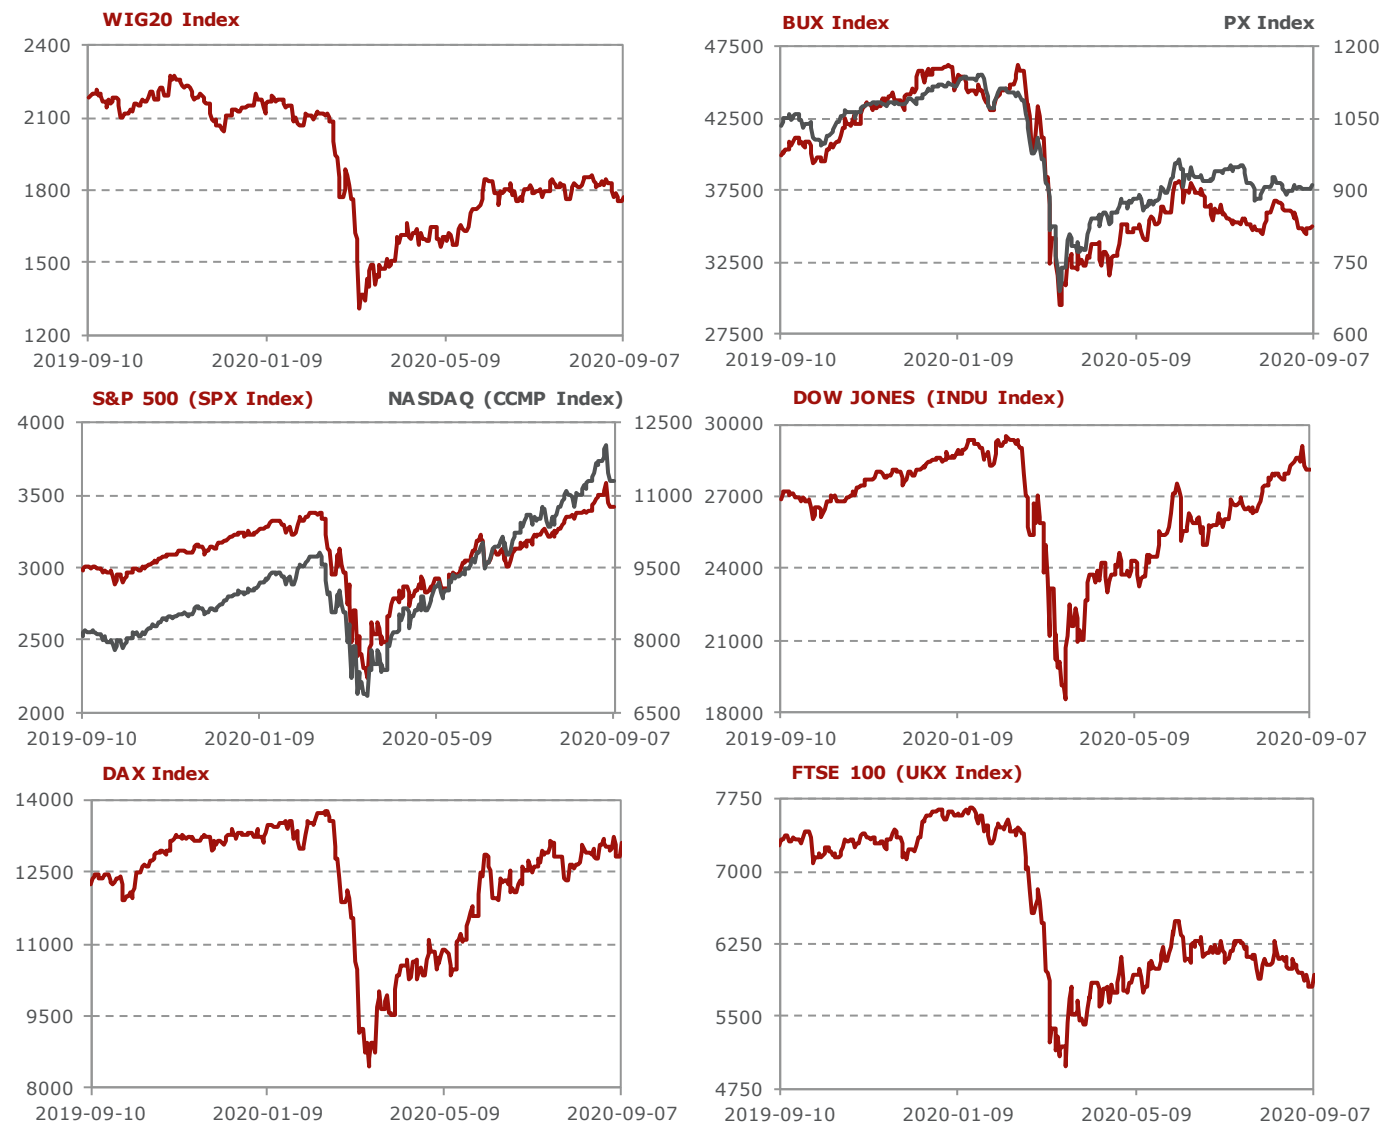 WIG20 Index
2400
2100
1800
1500
1200
2019-09-10 2020-01-09 2020-05-09 2020-09-07
BUX Index PX Index
47500 1200
42500 1050
37500 900
32500 750
27500 600
2019-09-10 2020-01-09 2020-05-09 2020-09-07
S&P 500 (SPX Index) NASDAQ (CCMP Index)
4000 12500
3500 11000
3000 9500
2500 8000
2000 6500
2019-09-10 2020-01-09 2020-05-09 2020-09-07
DOW JONES (INDU Index)
30000
27000
24000
21000
18000
2019-09-10 2020-01-09 2020-05-09 2020-09-07
DAX Index
14000
12500
11000
9500
8000
2019-09-10 2020-01-09 2020-05-09 2020-09-07
FTSE 100 (UKX Index)
7750
7000
6250
5500
4750
2019-09-10 2020-01-09 2020-05-09 2020-09-07